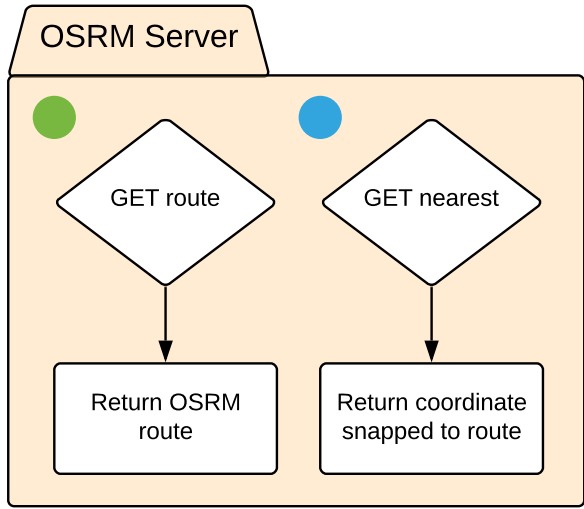 OSRM Server
GET route
GET nearest
Return OSRM
route
Return coordinate
snapped to route